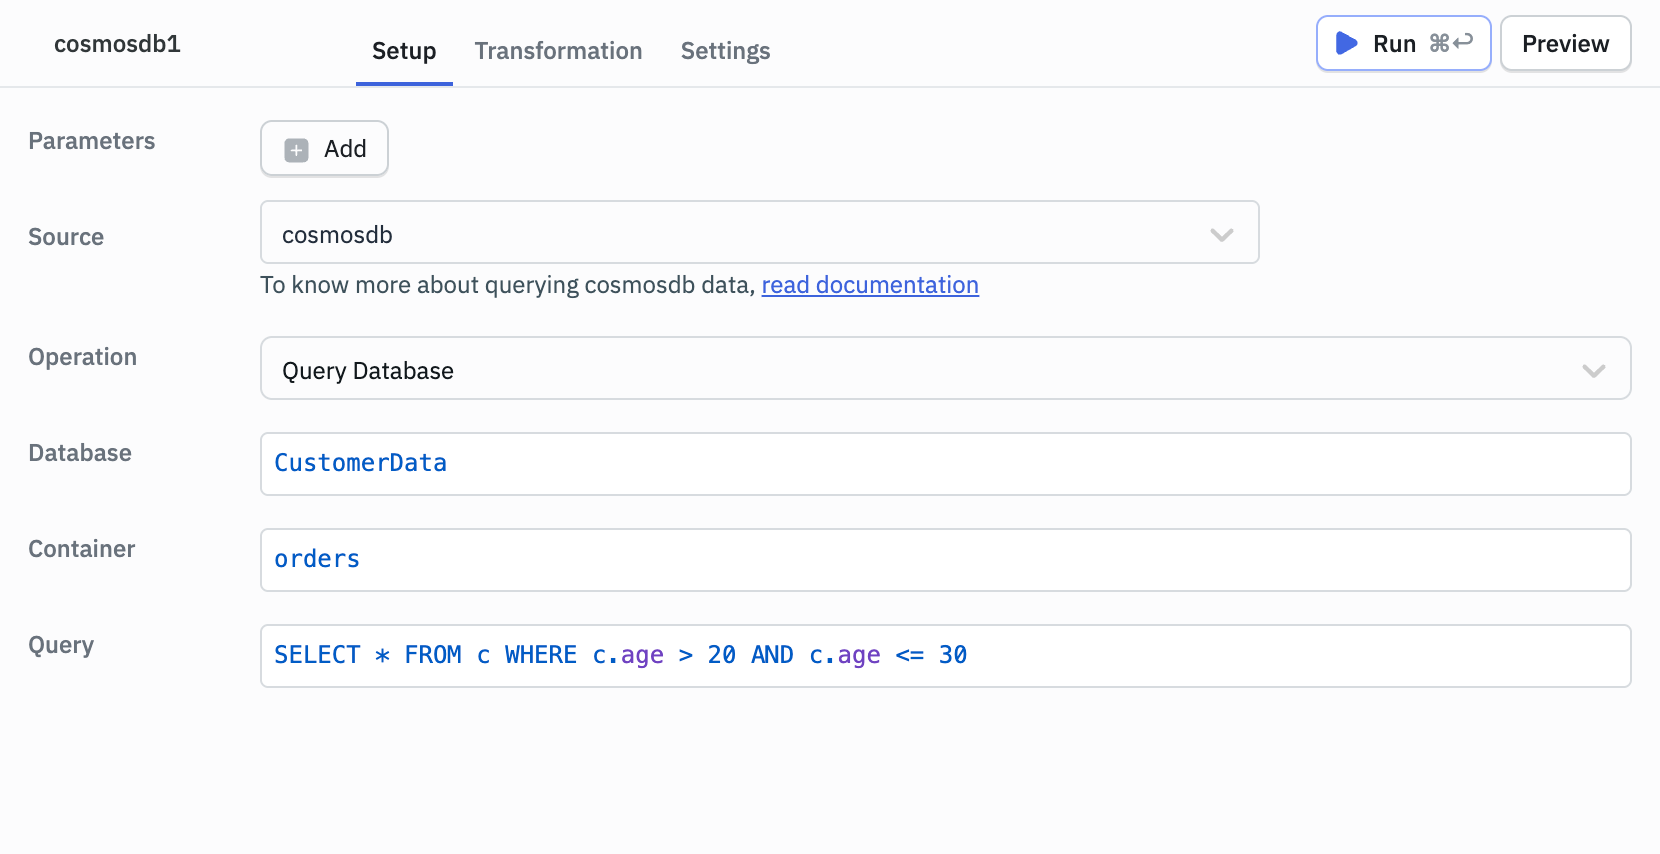 cosmosdb1
Setup Transformation Settings
Run ⌘↩ Preview
Parameters
Add
Source
cosmosdb
To know more about querying cosmosdb data, read documentation
Operation
Query Database
Database
CustomerData
Container
orders
Query
SELECT * FROM c WHERE c.age > 20 AND c.age <= 30